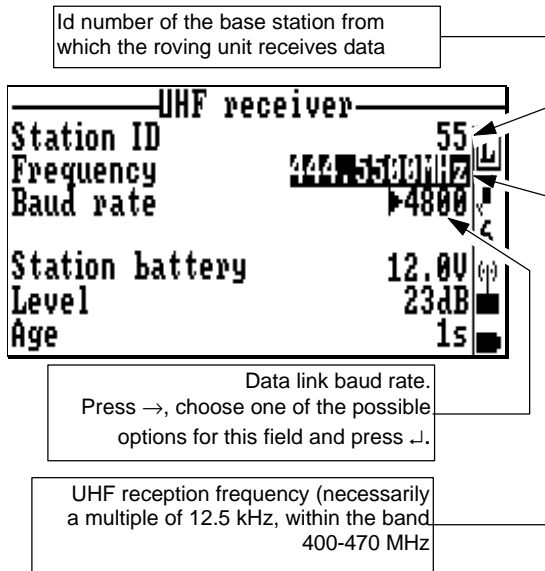 Id number of the base station from
which the roving unit receives data
UHF receiver
Station ID 55
Frequency 444.5500MHz
Baud rate ▶4800
Station battery 12.0V
Level 23dB
Age 1s
Data link baud rate.
Press →, choose one of the possible
options for this field and press ↵.
UHF reception frequency (necessarily
a multiple of 12.5 kHz, within the band
400-470 MHz